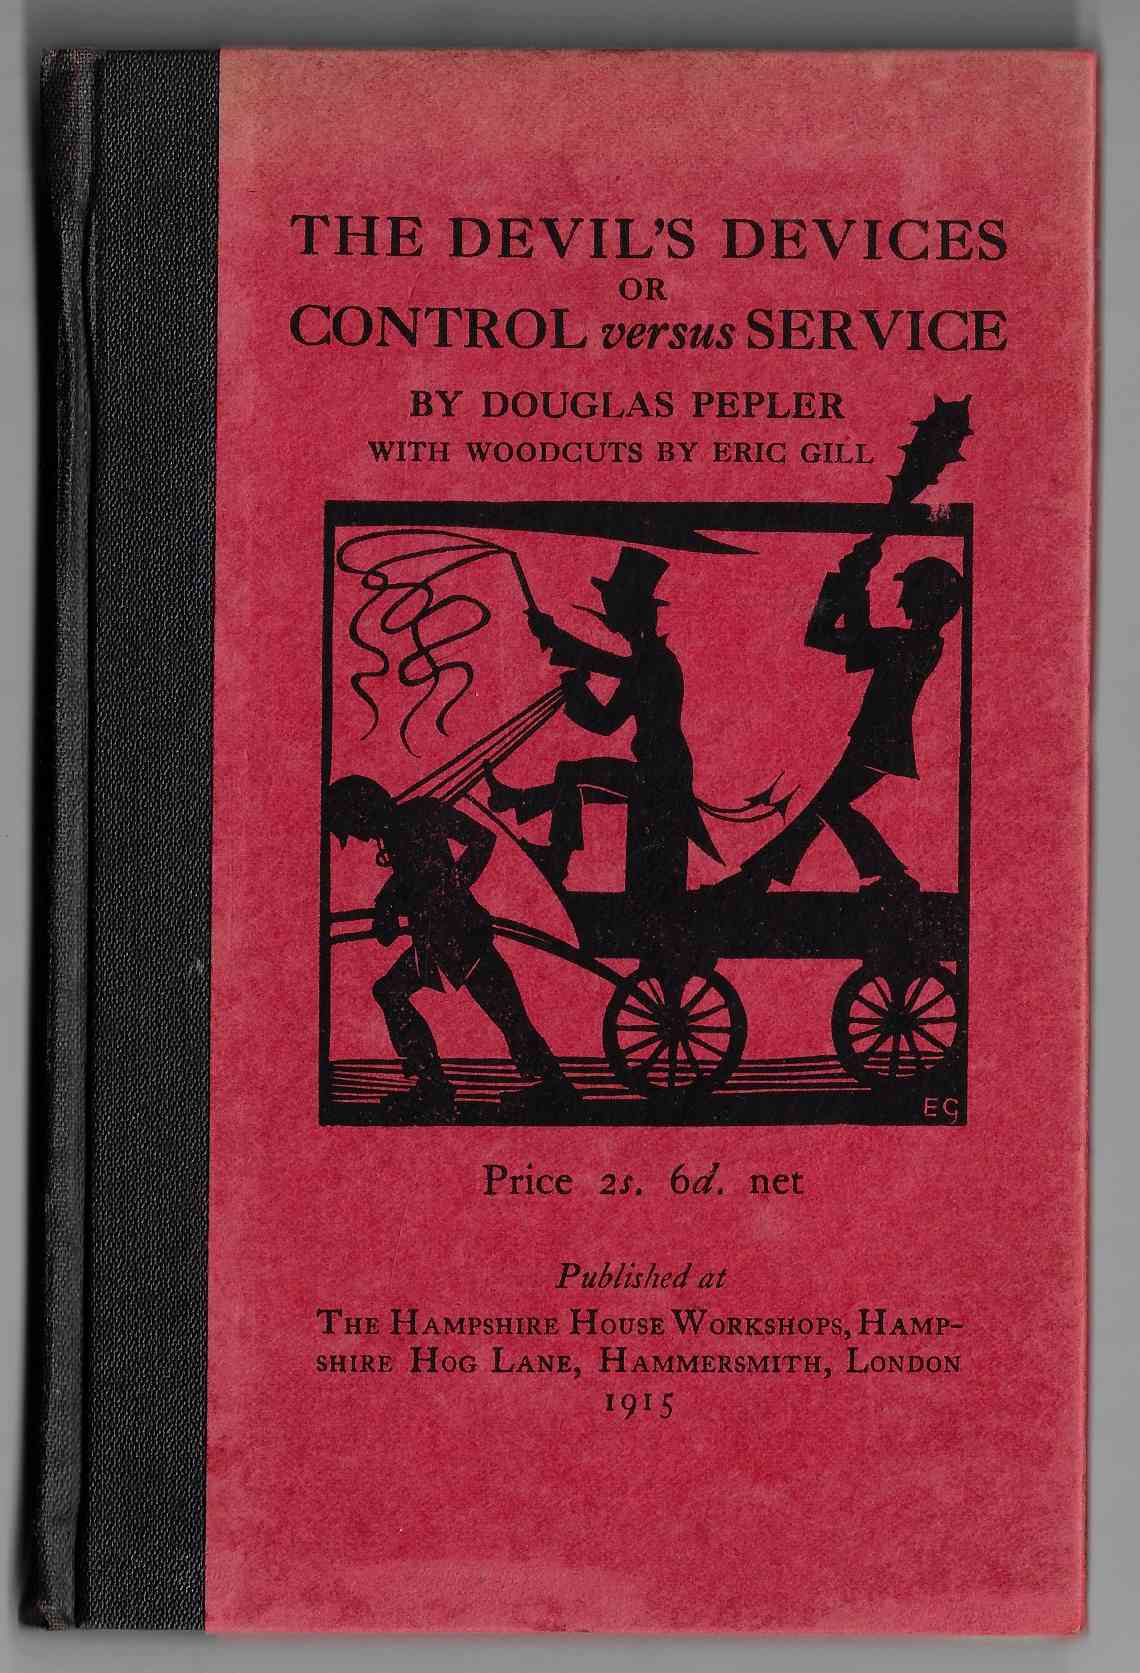 THE DEVIL'S DEVICES
OR
CONTROL versus SERVICE
BY DOUGLAS PEPLER
WITH WOODCUTS BY ERIC GILL
EG
Price 2s. 6d. net
Published at
THE HAMPSHIRE HOUSE WORKSHOPS, HAMP-
SHIRE HOG LANE, HAMMERSMITH, LONDON
1915